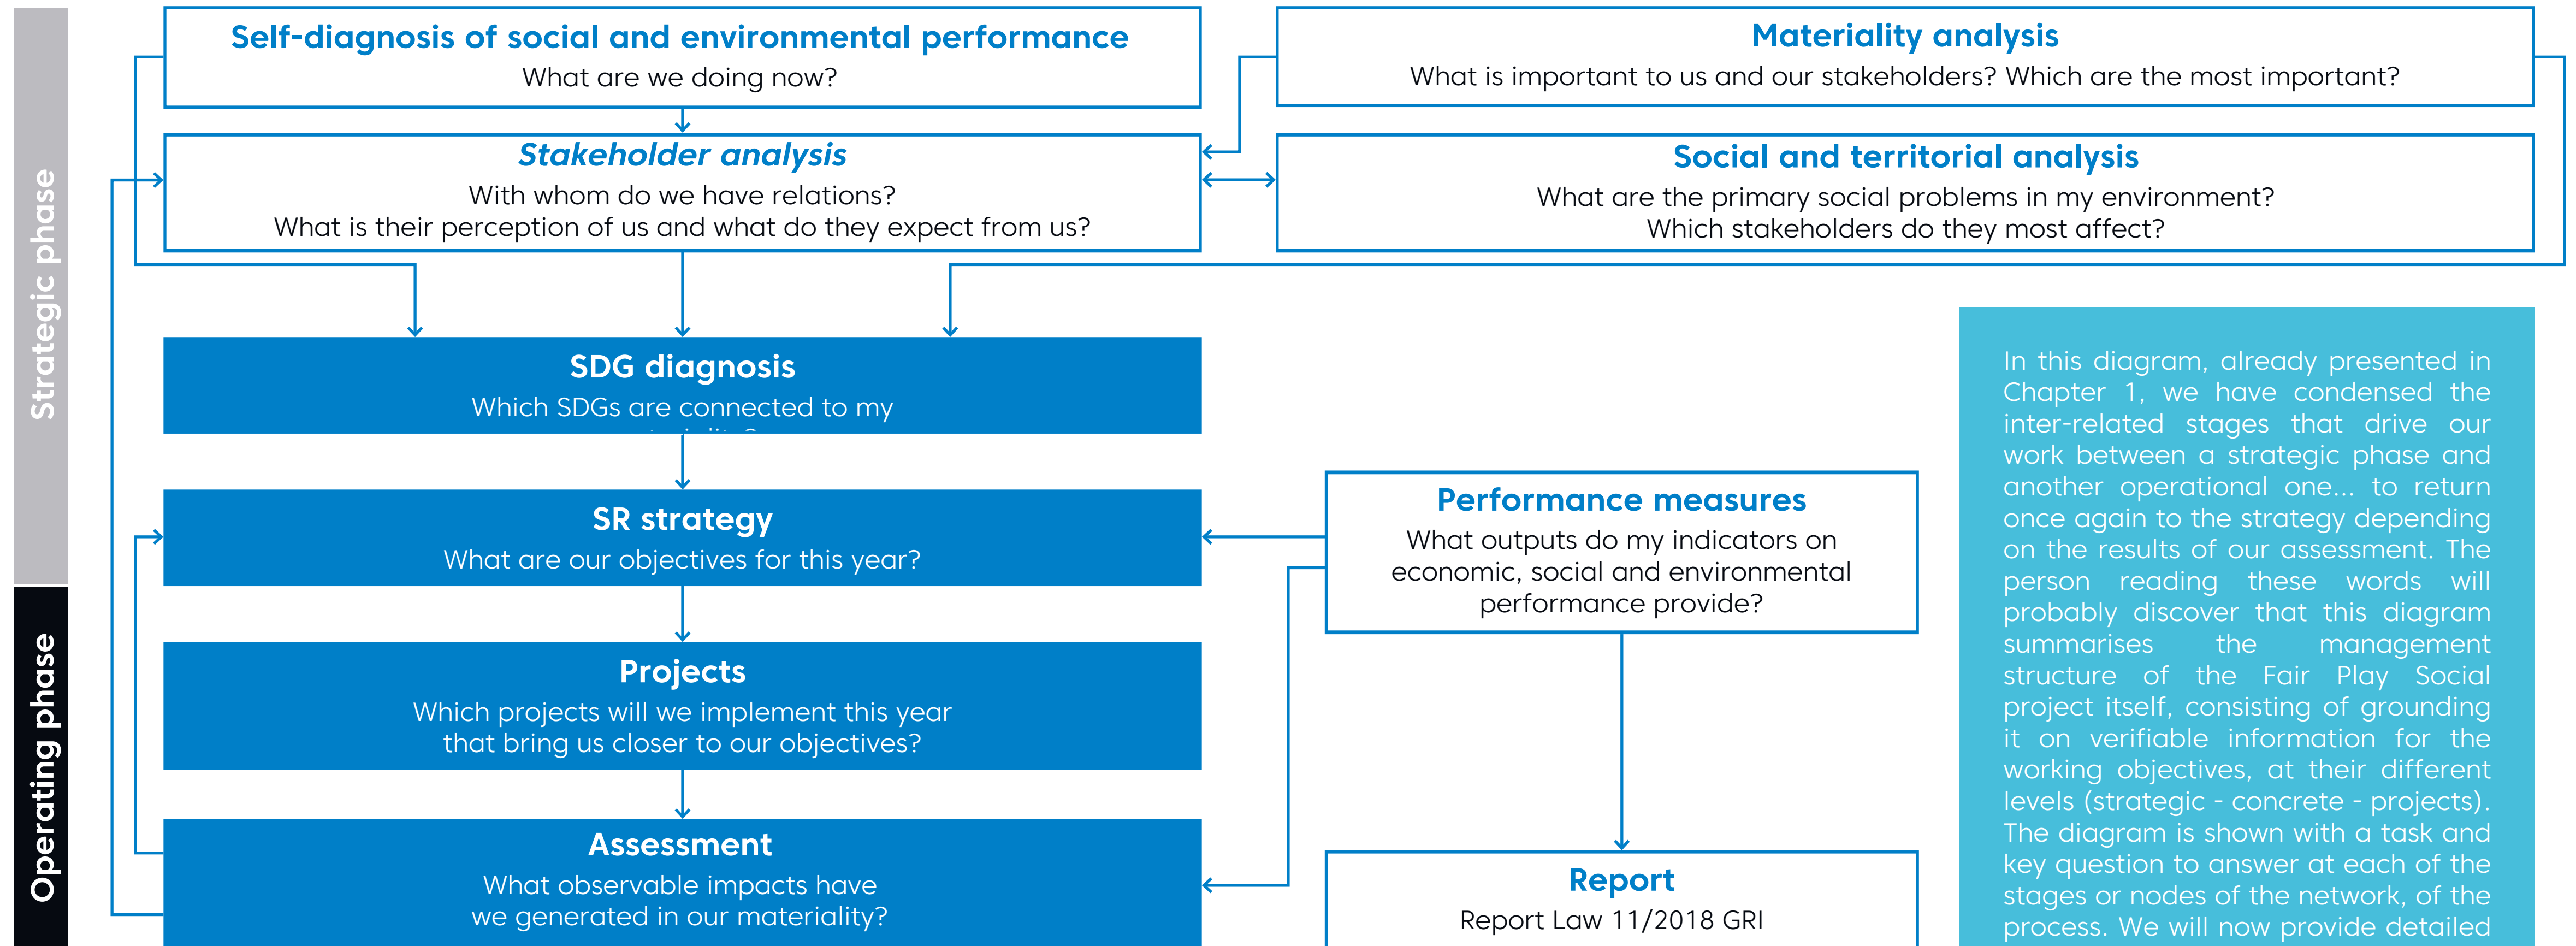 Strategic phase
Operating phase
Self-diagnosis of social and environmental performance
What are we doing now?
Materiality analysis
What is important to us and our stakeholders? Which are the most important?
Stakeholder analysis
With whom do we have relations?
What is their perception of us and what do they expect from us?
Social and territorial analysis
What are the primary social problems in my environment?
Which stakeholders do they most affect?
SDG diagnosis
Which SDGs are connected to my
SR strategy
What are our objectives for this year?
Performance measures
What outputs do my indicators on
economic, social and environmental
performance provide?
Projects
Which projects will we implement this year
that bring us closer to our objectives?
Assessment
What observable impacts have
we generated in our materiality?
Report
Report Law 11/2018 GRI
In this diagram, already presented in
Chapter 1, we have condensed the
inter-related stages that drive our
work between a strategic phase and
another operational one... to return
once again to the strategy depending
on the results of our assessment. The
person reading these words will
probably discover that this diagram
summarises the management
structure of the Fair Play Social
project itself, consisting of grounding
it on verifiable information for the
working objectives, at their different
levels (strategic - concrete - projects).
The diagram is shown with a task and
key question to answer at each of the
stages or nodes of the network, of the
process. We will now provide detailed